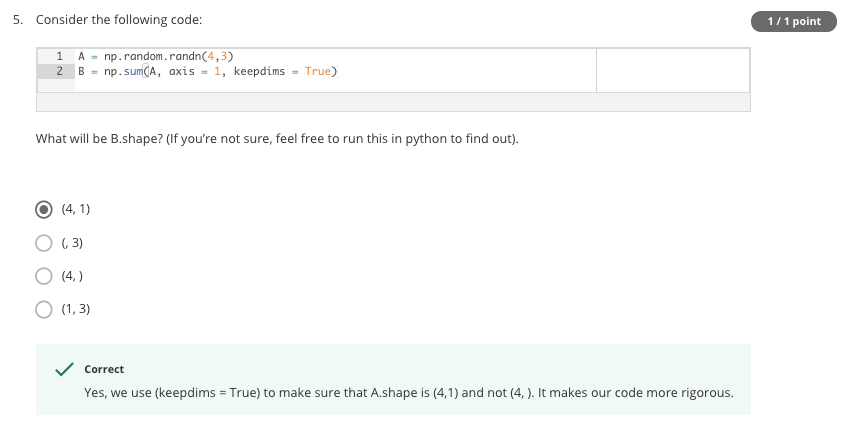 5. Consider the following code:
1 / 1 point
1 A = np.random.randn(4,3)
2 B = np.sum(A, axis = 1, keepdims = True)
What will be B.shape? (If you're not sure, feel free to run this in python to find out).
(4, 1)
(, 3)
(4, )
(1, 3)
Correct
Yes, we use (keepdims = True) to make sure that A.shape is (4,1) and not (4, ). It makes our code more rigorous.